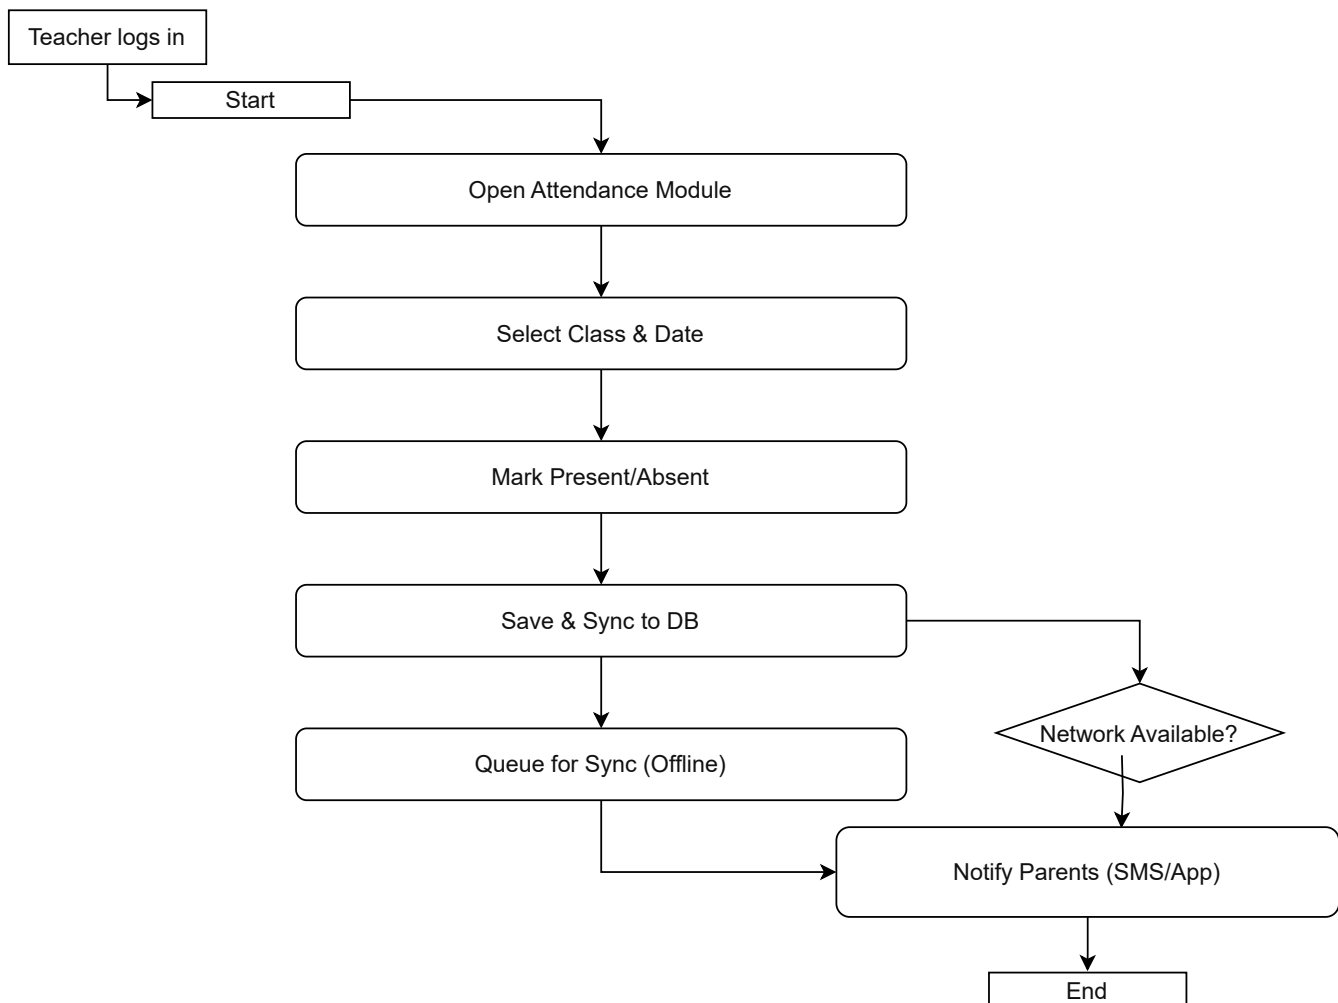 Teacher logs in
Start
Open Attendance Module
Select Class & Date
Mark Present/Absent
Save & Sync to DB
Network Available?
Queue for Sync (Offline)
Notify Parents (SMS/App)
End